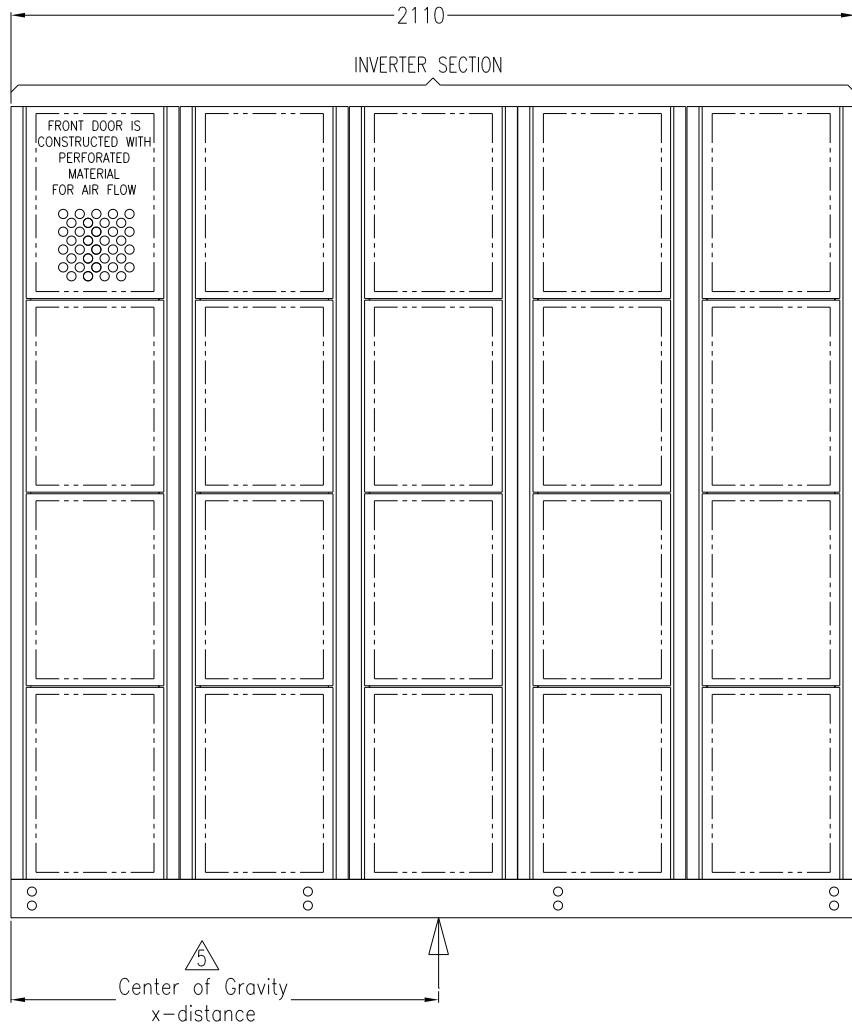 2110
INVERTER SECTION
FRONT DOOR IS
CONSTRUCTED WITH
PERFORATED
MATERIAL
FOR AIR FLOW
5
Center of Gravity
x-distance